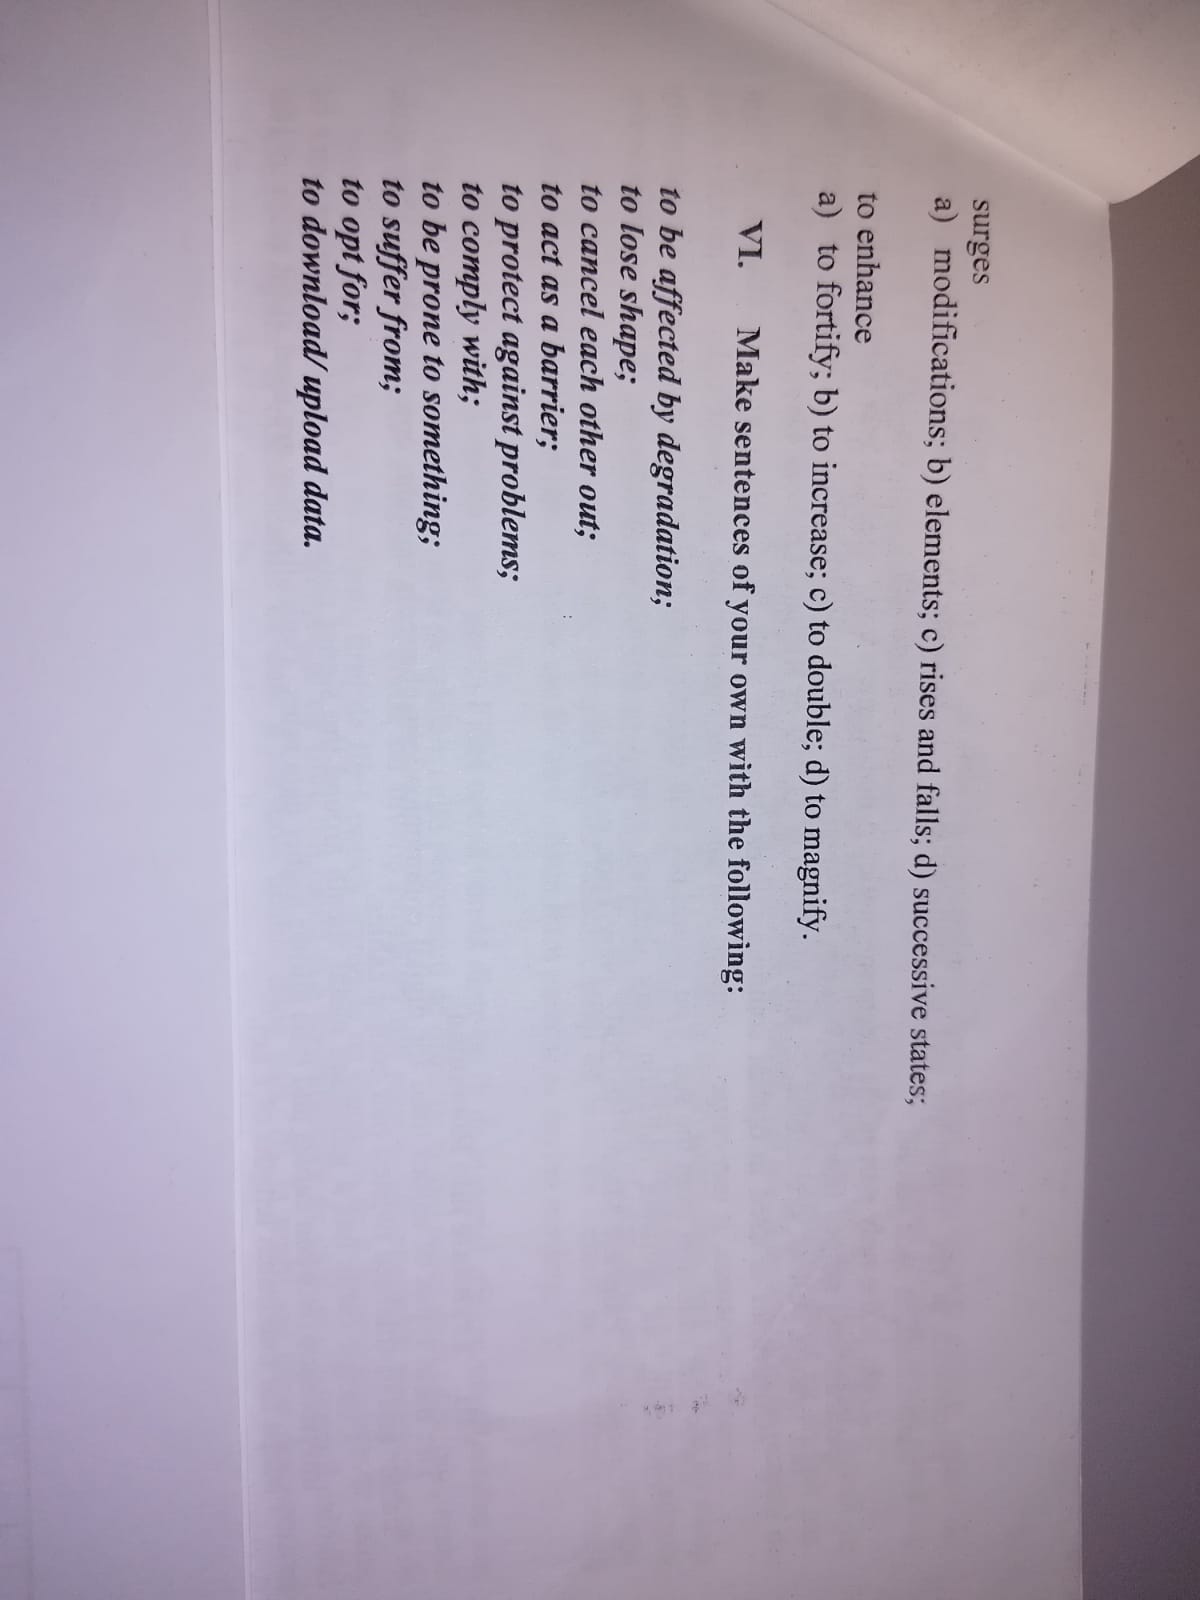 surges
a) modifications; b) elements; c) rises and falls; d) successive states;
to enhance
a) to fortify; b) to increase; c) to double; d) to magnify.
VI. Make sentences of your own with the following:
to be affected by degradation;
to lose shape;
to cancel each other out;
to act as a barrier;
to protect against problems;
to comply with;
to be prone to something;
to suffer from;
to opt for;
to download/ upload data.